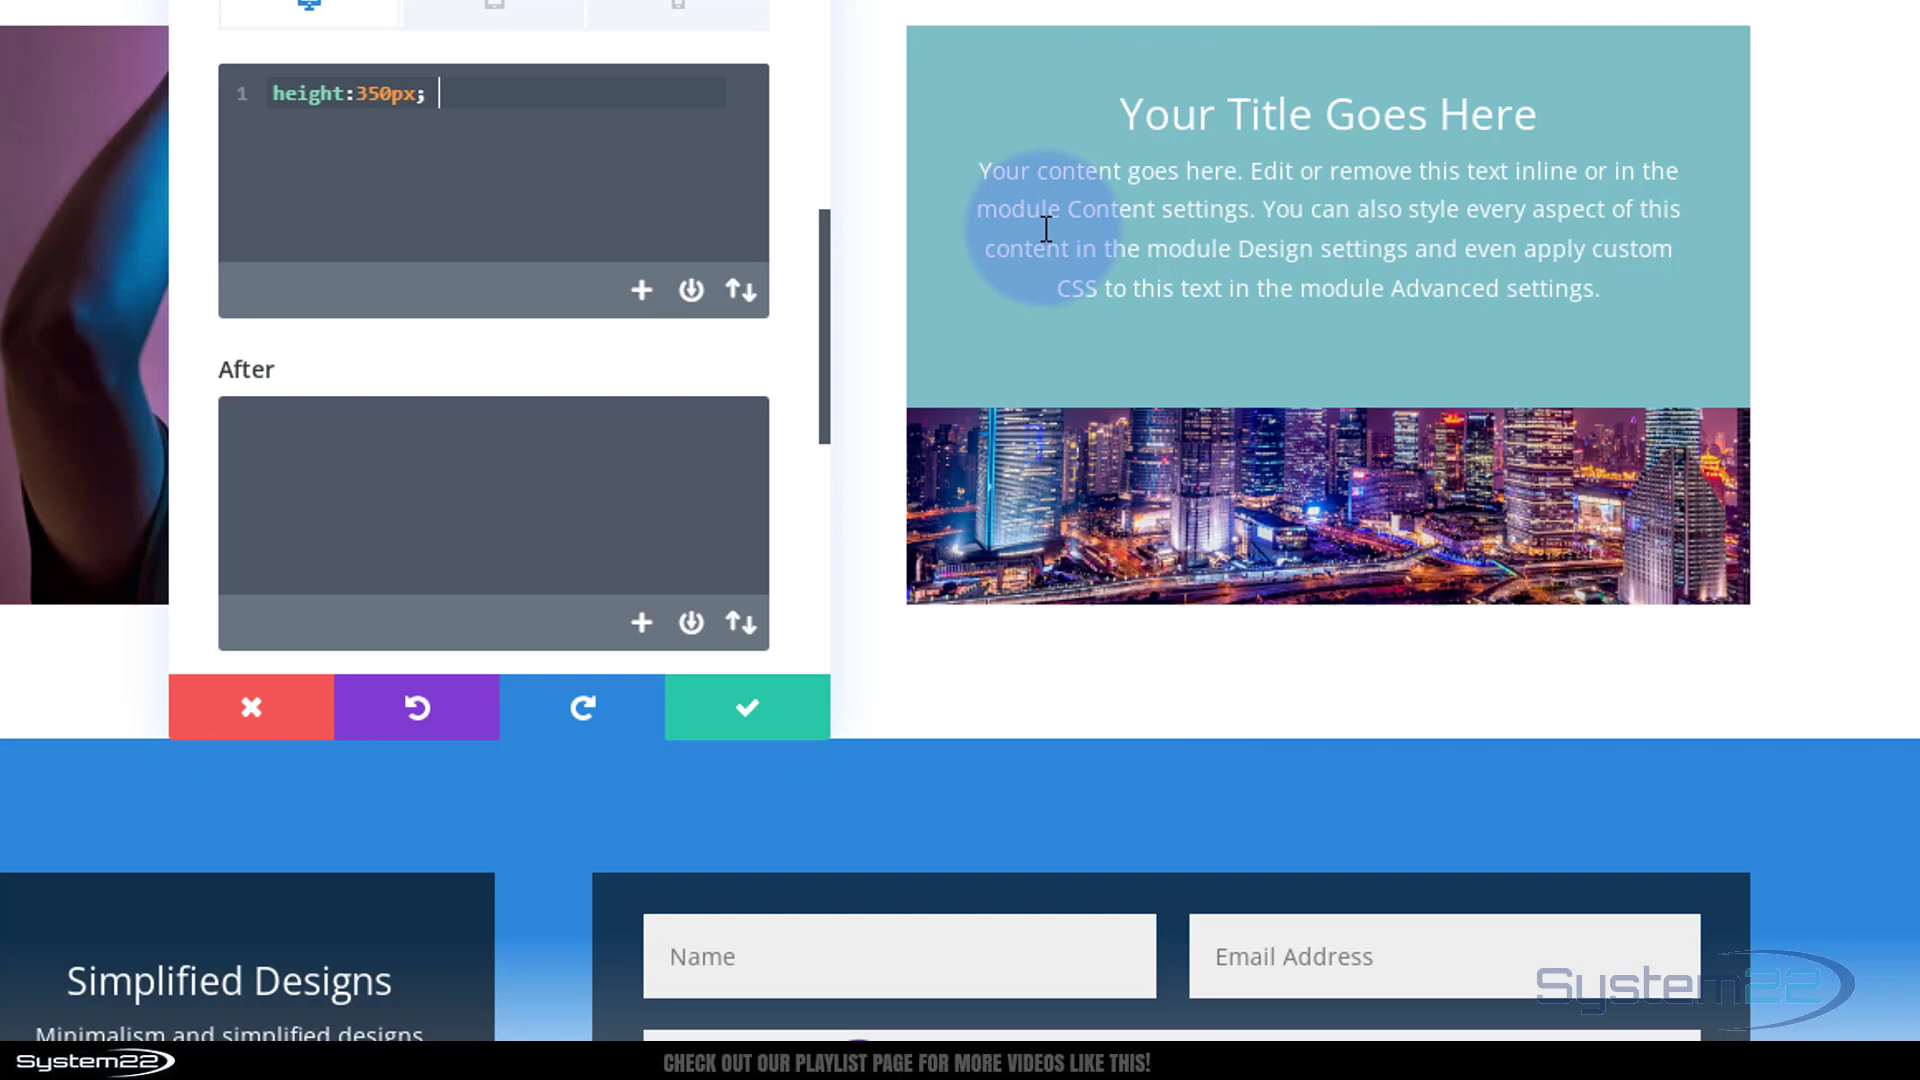 1 height:350px;
After
Your Title Goes Here
Your content goes here. Edit or remove this text inline or in the
module Content settings. You can also style every aspect of this
content in the module Design settings and even apply custom
CSS to this text in the module Advanced settings.
Simplified Designs
Minimalism and simplified designs
Name
Email Address
System22
System22
CHECK OUT OUR PLAYLIST PAGE FOR MORE VIDEOS LIKE THIS!